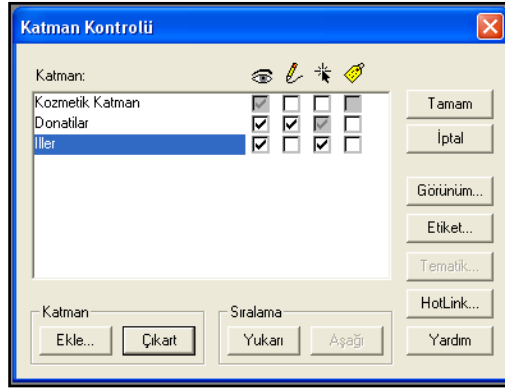 Katman Kontrolü
Katman:
Kozmetik Katman
Donatilar
Iller
Tamam
İptal
Görünüm...
Etiket...
Tematik...
HotLink...
Yardım
Katman
Ekle...
Çıkart
Sıralama
Yukarı
Aşağı